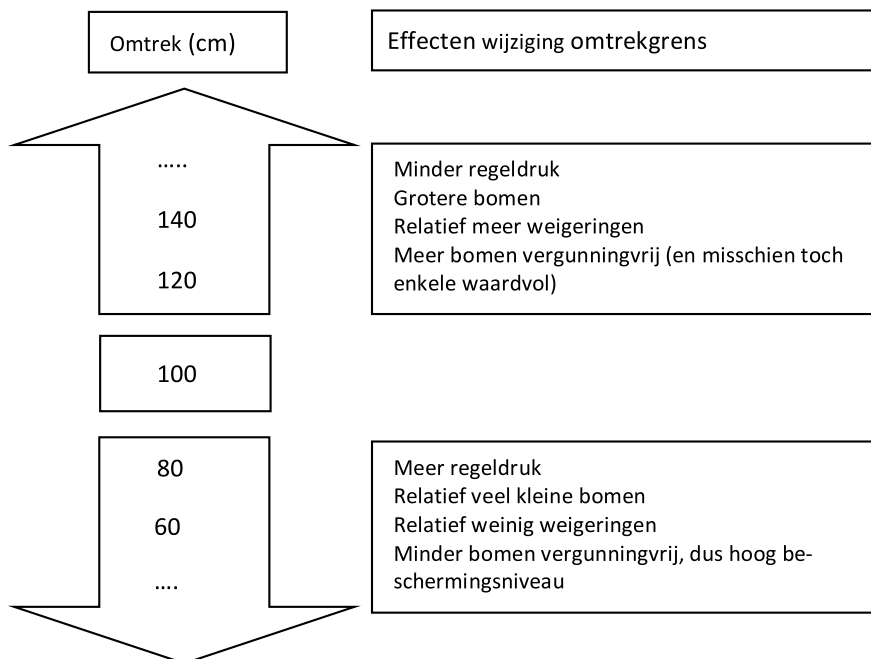 Omtrek (cm)
Effecten wijziging omtrekgrens
…..
140
120
Minder regeldruk
Grotere bomen
Relatief meer weigeringen
Meer bomen vergunningvrij (en misschien toch
enkele waardvol)
100
80
60
….
Meer regeldruk
Relatief veel kleine bomen
Relatief weinig weigeringen
Minder bomen vergunningvrij, dus hoog be-
schermingsniveau